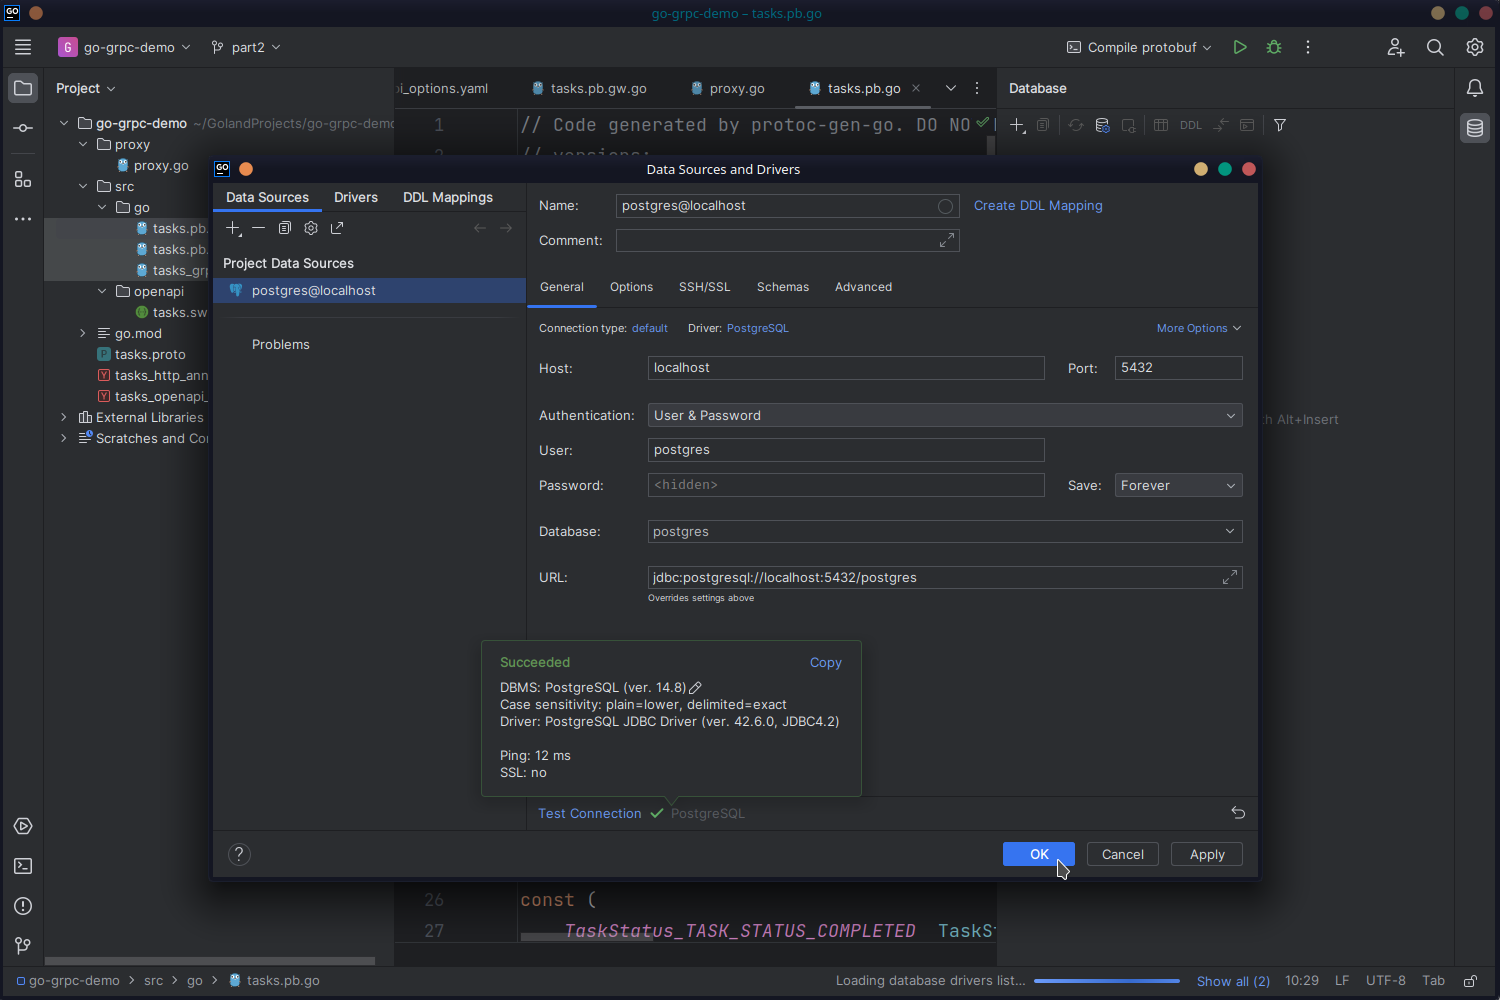 GO
go-grpc-demo – tasks.pb.go
G go-grpc-demo
part2
Compile protobuf
Project
i_options.yaml
tasks.pb.gw.go
proxy.go
tasks.pb.go
Database
go-grpc-demo ~/GolandProjects/go-grpc-demo
proxy
proxy.go
src
go
tasks.pb.
tasks.pb.
tasks_grp
openapi
tasks.sw
go.mod
P tasks.proto
Y tasks_http_ann
Y tasks_openapi_
External Libraries
Scratches and Con
1 // Code generated by protoc-gen-go. DO NO
2 // versions:
DDL
h Alt+Insert
GO
Data Sources and Drivers
Data Sources
Drivers
DDL Mappings
Project Data Sources
postgres@localhost
Problems
Name: postgres@localhost
Create DDL Mapping
Comment:
General
Options
SSH/SSL
Schemas
Advanced
Connection type: default
Driver: PostgreSQL
More Options
Host: localhost
Port: 5432
Authentication: User & Password
User: postgres
Password: <hidden>
Save: Forever
Database: postgres
URL: jdbc:postgresql://localhost:5432/postgres
Overrides settings above
Succeeded
Copy
DBMS: PostgreSQL (ver. 14.8)
Case sensitivity: plain=lower, delimited=exact
Driver: PostgreSQL JDBC Driver (ver. 42.6.0, JDBC4.2)
Ping: 12 ms
SSL: no
Test Connection
PostgreSQL
?
OK
Cancel
Apply
26 const (
27 TaskStatus_TASK_STATUS_COMPLETED TaskS
go-grpc-demo
src
go
tasks.pb.go
Loading database drivers list...
Show all (2)
10:29
LF
UTF-8
Tab